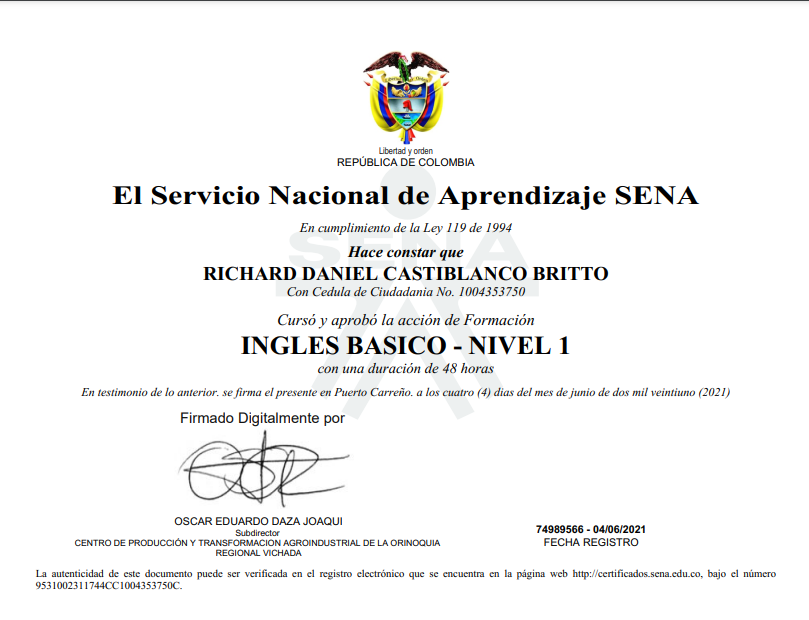 Libertad y orden
REPÚBLICA DE COLOMBIA
El Servicio Nacional de Aprendizaje SENA
En cumplimiento de la Ley 119 de 1994
SENA
Hace constar que
RICHARD DANIEL CASTIBLANCO BRITTO
Con Cedula de Ciudadania No. 1004353750
Cursó y aprobó la acción de Formación
INGLES BASICO - NIVEL 1
con una duración de 48 horas
En testimonio de lo anterior. se firma el presente en Puerto Carreño. a los cuatro (4) dias del mes de junio de dos mil veintiuno (2021)
Firmado Digitalmente por
OSCAR EDUARDO DAZA JOAQUI
Subdirector
CENTRO DE PRODUCCIÓN Y TRANSFORMACION AGROINDUSTRIAL DE LA ORINOQUIA
REGIONAL VICHADA
74989566 - 04/06/2021
FECHA REGISTRO
La autenticidad de este documento puede ser verificada en el registro electrónico que se encuentra en la página web http://certificados.sena.edu.co, bajo el número
9531002311744CC1004353750C.